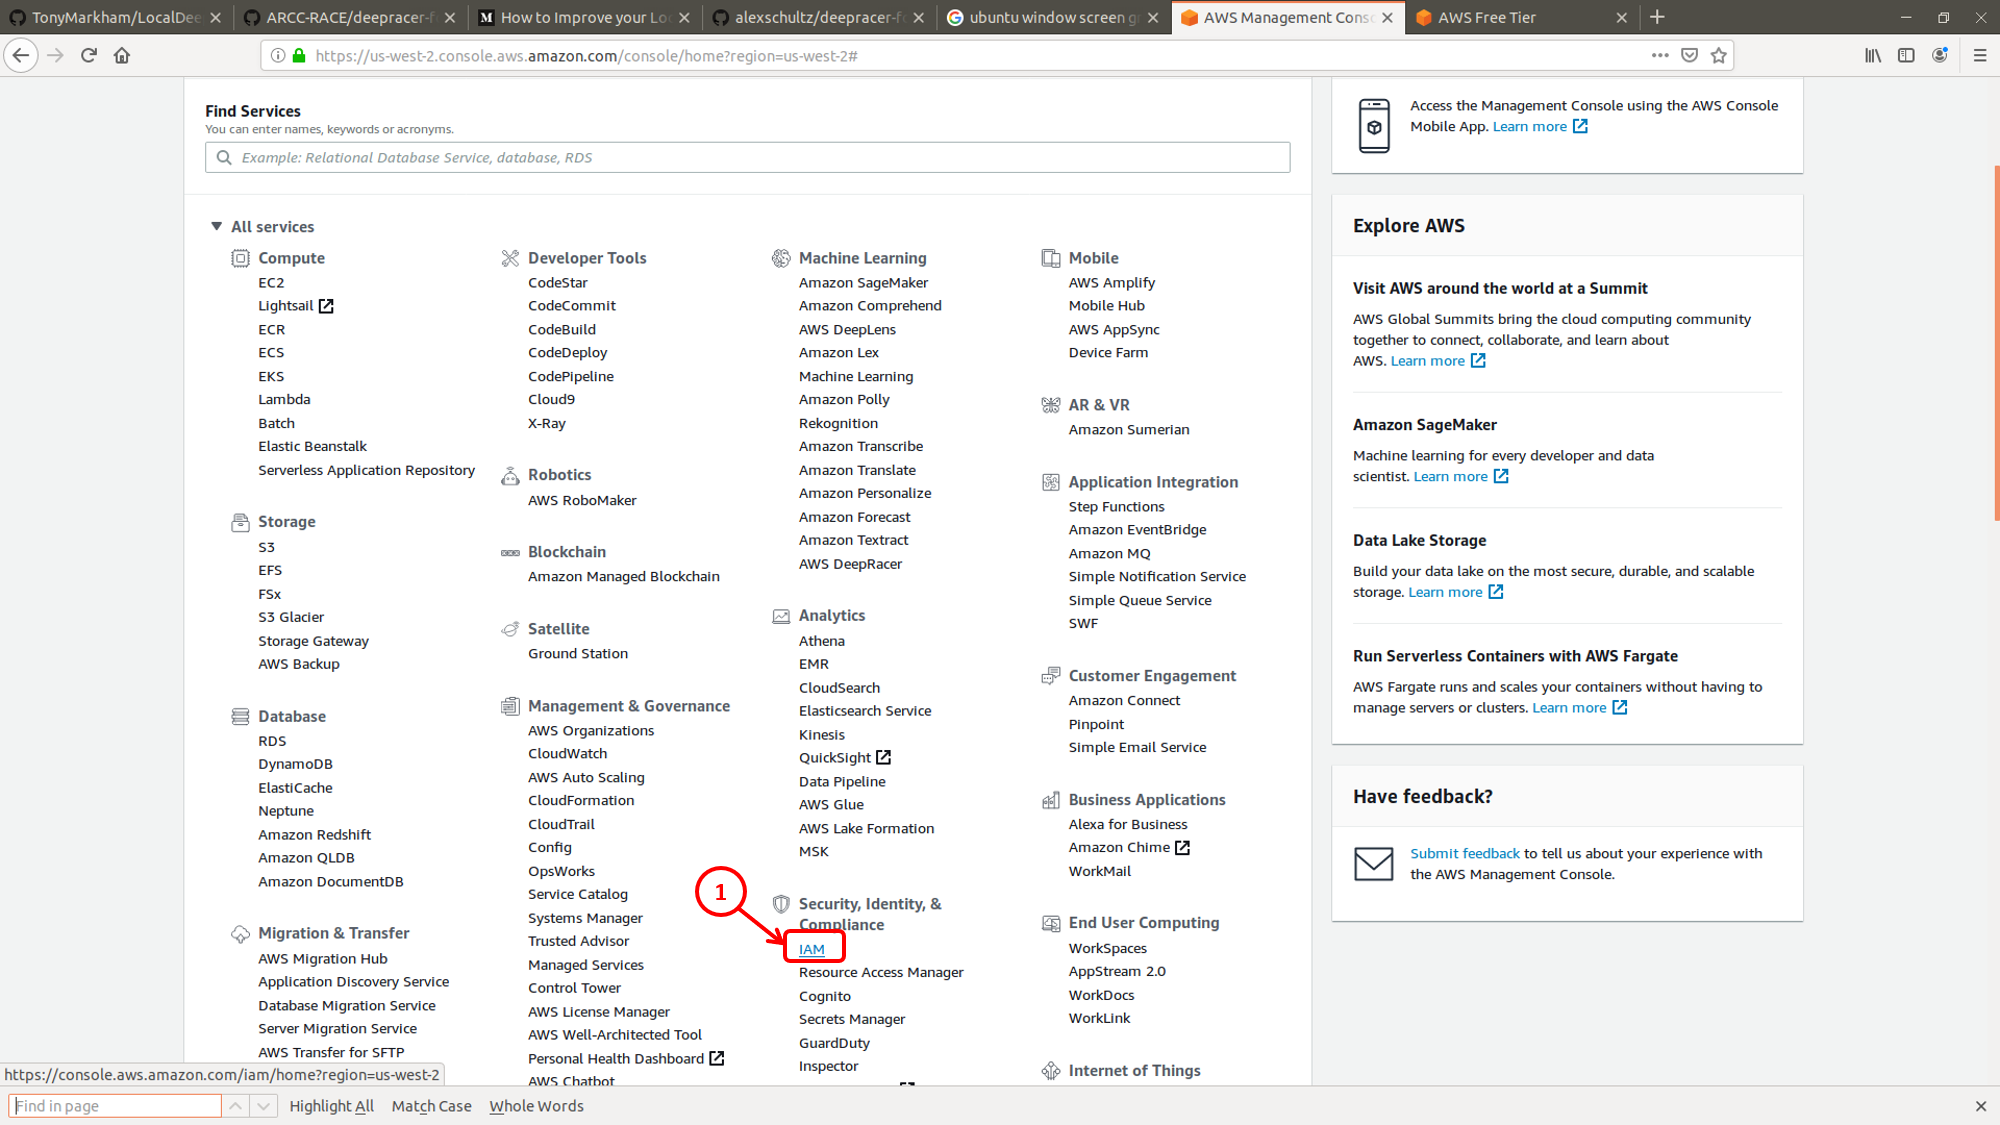 TonyMarkham/LocalDee
ARCC-RACE/deepracer-f
How to Improve your Lo
alexschultz/deepracer-fo
ubuntu window screen gr
AWS Management Conso
AWS Free Tier
https://us-west-2.console.aws.amazon.com/console/home?region=us-west-2#
Find Services
You can enter names, keywords or acronyms.
Example: Relational Database Service, database, RDS
All services
Compute
EC2
Lightsail
ECR
ECS
EKS
Lambda
Batch
Elastic Beanstalk
Serverless Application Repository
Storage
S3
EFS
FSx
S3 Glacier
Storage Gateway
AWS Backup
Database
RDS
DynamoDB
ElastiCache
Neptune
Amazon Redshift
Amazon QLDB
Amazon DocumentDB
Migration & Transfer
AWS Migration Hub
Application Discovery Service
Database Migration Service
Server Migration Service
AWS Transfer for SFTP
Developer Tools
CodeStar
CodeCommit
CodeBuild
CodeDeploy
CodePipeline
Cloud9
X-Ray
Robotics
AWS RoboMaker
Blockchain
Amazon Managed Blockchain
Satellite
Ground Station
Management & Governance
AWS Organizations
CloudWatch
AWS Auto Scaling
CloudFormation
CloudTrail
Config
OpsWorks
Service Catalog
Systems Manager
Trusted Advisor
Managed Services
Control Tower
AWS License Manager
AWS Well-Architected Tool
Personal Health Dashboard
AWS Chatbot
Machine Learning
Amazon SageMaker
Amazon Comprehend
AWS DeepLens
Amazon Lex
Machine Learning
Amazon Polly
Rekognition
Amazon Transcribe
Amazon Translate
Amazon Personalize
Amazon Forecast
Amazon Textract
AWS DeepRacer
Analytics
Athena
EMR
CloudSearch
Elasticsearch Service
Kinesis
QuickSight
Data Pipeline
AWS Glue
AWS Lake Formation
MSK
1
Security, Identity, &
Compliance
IAM
Resource Access Manager
Cognito
Secrets Manager
GuardDuty
Inspector
Mobile
AWS Amplify
Mobile Hub
AWS AppSync
Device Farm
AR & VR
Amazon Sumerian
Application Integration
Step Functions
Amazon EventBridge
Amazon MQ
Simple Notification Service
Simple Queue Service
SWF
Customer Engagement
Amazon Connect
Pinpoint
Simple Email Service
Business Applications
Alexa for Business
Amazon Chime
WorkMail
End User Computing
WorkSpaces
AppStream 2.0
WorkDocs
WorkLink
Internet of Things
Access the Management Console using the AWS Console
Mobile App. Learn more
Explore AWS
Visit AWS around the world at a Summit
AWS Global Summits bring the cloud computing community
together to connect, collaborate, and learn about
AWS. Learn more
Amazon SageMaker
Machine learning for every developer and data
scientist. Learn more
Data Lake Storage
Build your data lake on the most secure, durable, and scalable
storage. Learn more
Run Serverless Containers with AWS Fargate
AWS Fargate runs and scales your containers without having to
manage servers or clusters. Learn more
Have feedback?
Submit feedback to tell us about your experience with
the AWS Management Console.
https://console.aws.amazon.com/iam/home?region=us-west-2
Find in page
Highlight All
Match Case
Whole Words